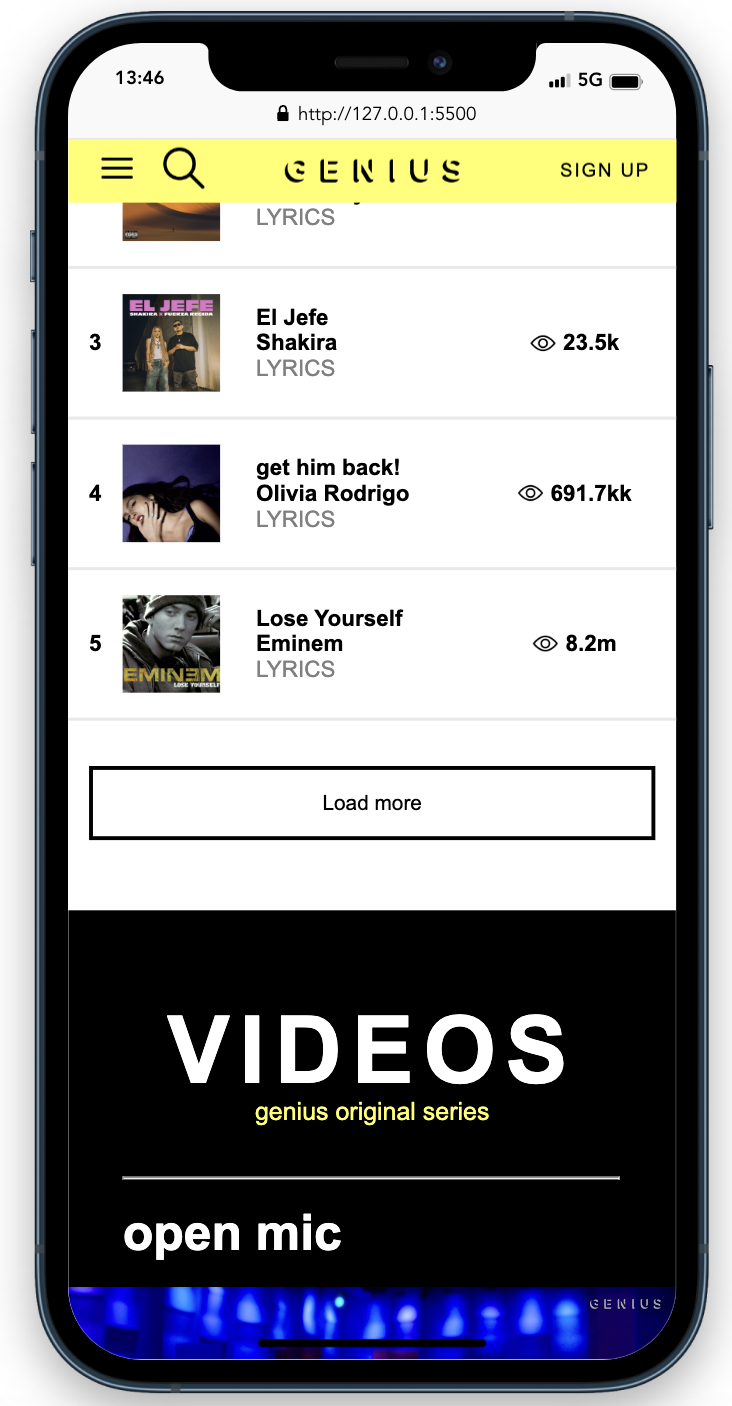 13:46
5G
http://127.0.0.1:5500
GENIUS
SIGN UP
LYRICS
3
EL JEFE
SHAKIRA X FUERZA REGIDA
El Jefe
Shakira
LYRICS
23.5k
4
get him back!
Olivia Rodrigo
LYRICS
691.7kk
5
EMINEM
LOSE YOURSELF
Lose Yourself
Eminem
LYRICS
8.2m
Load more
VIDEOS
genius original series
open mic
GENIUS